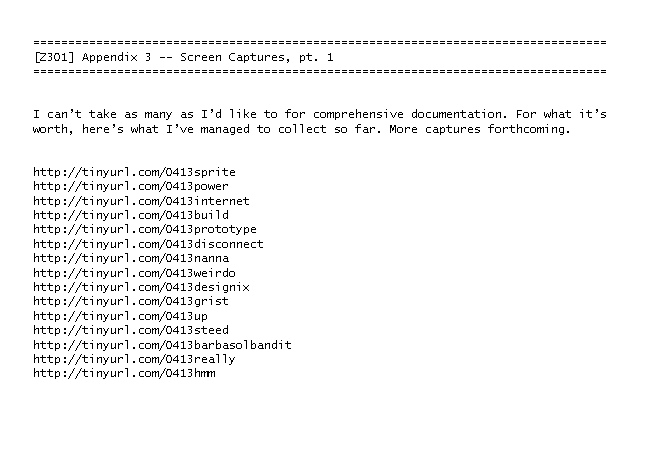 ==================================================================================
[Z301] Appendix 3 -- Screen Captures, pt. 1
==================================================================================
I can’t take as many as I’d like to for comprehensive documentation. For what it’s
worth, here’s what I’ve managed to collect so far. More captures forthcoming.
http://tinyurl.com/0413sprite
http://tinyurl.com/0413power
http://tinyurl.com/0413internet
http://tinyurl.com/0413build
http://tinyurl.com/0413prototype
http://tinyurl.com/0413disconnect
http://tinyurl.com/0413nanna
http://tinyurl.com/0413weirdo
http://tinyurl.com/0413designix
http://tinyurl.com/0413grist
http://tinyurl.com/0413up
http://tinyurl.com/0413steed
http://tinyurl.com/0413barbasolbandit
http://tinyurl.com/0413really
http://tinyurl.com/0413hmm